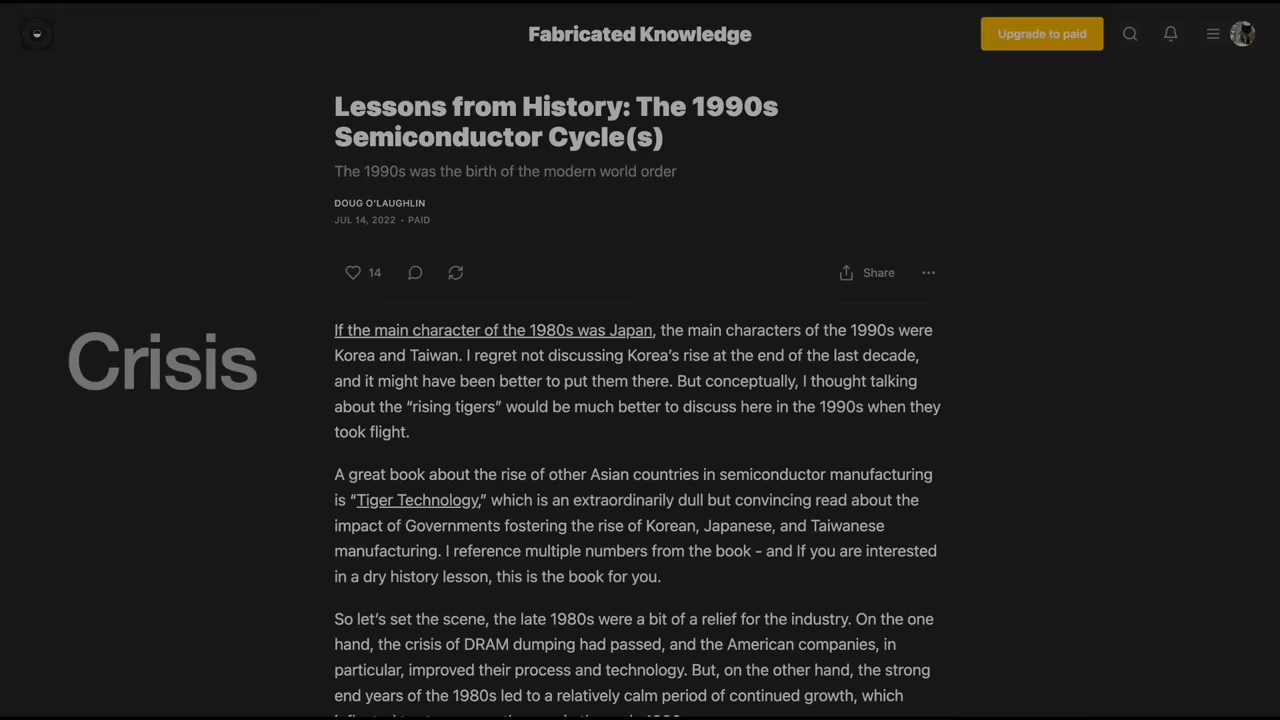 Fabricated Knowledge
Upgrade to paid
Lessons from History: The 1990s
Semiconductor Cycle(s)
The 1990s was the birth of the modern world order
DOUG O'LAUGHLIN
JUL 14, 2022 · PAID
14
Share
Crisis
If the main character of the 1980s was Japan, the main characters of the 1990s were
Korea and Taiwan. I regret not discussing Korea’s rise at the end of the last decade,
and it might have been better to put them there. But conceptually, I thought talking
about the “rising tigers” would be much better to discuss here in the 1990s when they
took flight.
A great book about the rise of other Asian countries in semiconductor manufacturing
is “Tiger Technology,” which is an extraordinarily dull but convincing read about the
impact of Governments fostering the rise of Korean, Japanese, and Taiwanese
manufacturing. I reference multiple numbers from the book - and If you are interested
in a dry history lesson, this is the book for you.
So let’s set the scene, the late 1980s were a bit of a relief for the industry. On the one
hand, the crisis of DRAM dumping had passed, and the American companies, in
particular, improved their process and technology. But, on the other hand, the strong
end years of the 1980s led to a relatively calm period of continued growth, which